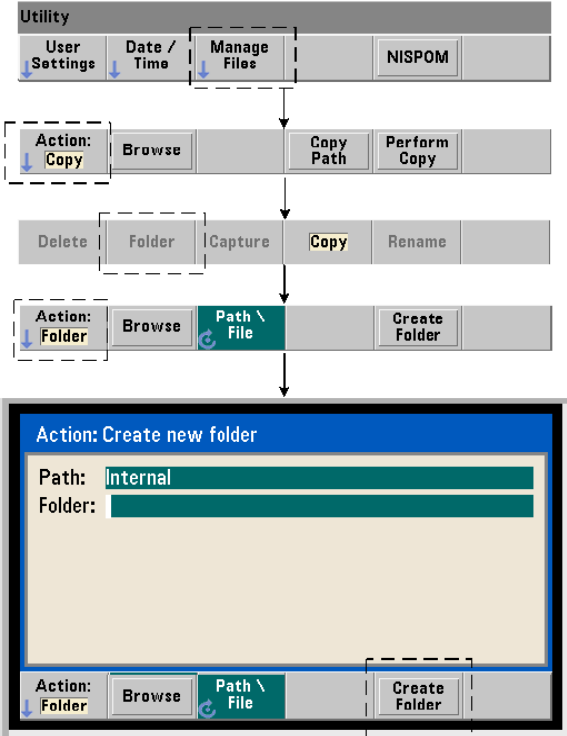 Utility
User Settings
Date / Time
Manage Files
NISPOM
Action: Copy
Browse
Copy Path
Perform Copy
Delete
Folder
Capture
Copy
Rename
Action: Folder
Browse
Path \ File
Create Folder
Action: Create new folder
Path: Internal
Folder:
Action: Folder
Browse
Path \ File
Create Folder